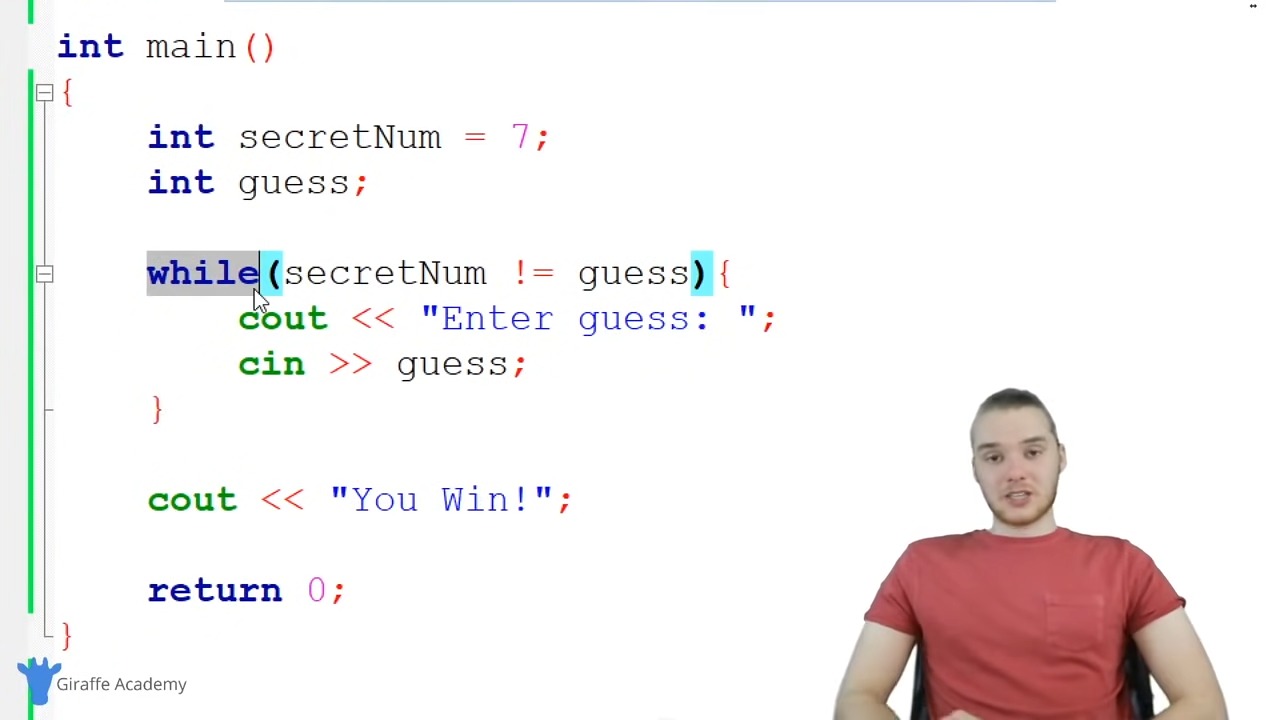 int main()
{
int secretNum = 7;
int guess;
while(secretNum != guess){
cout << "Enter guess: ";
cin >> guess;
}
cout << "You Win!";
return 0;
}
Giraffe Academy